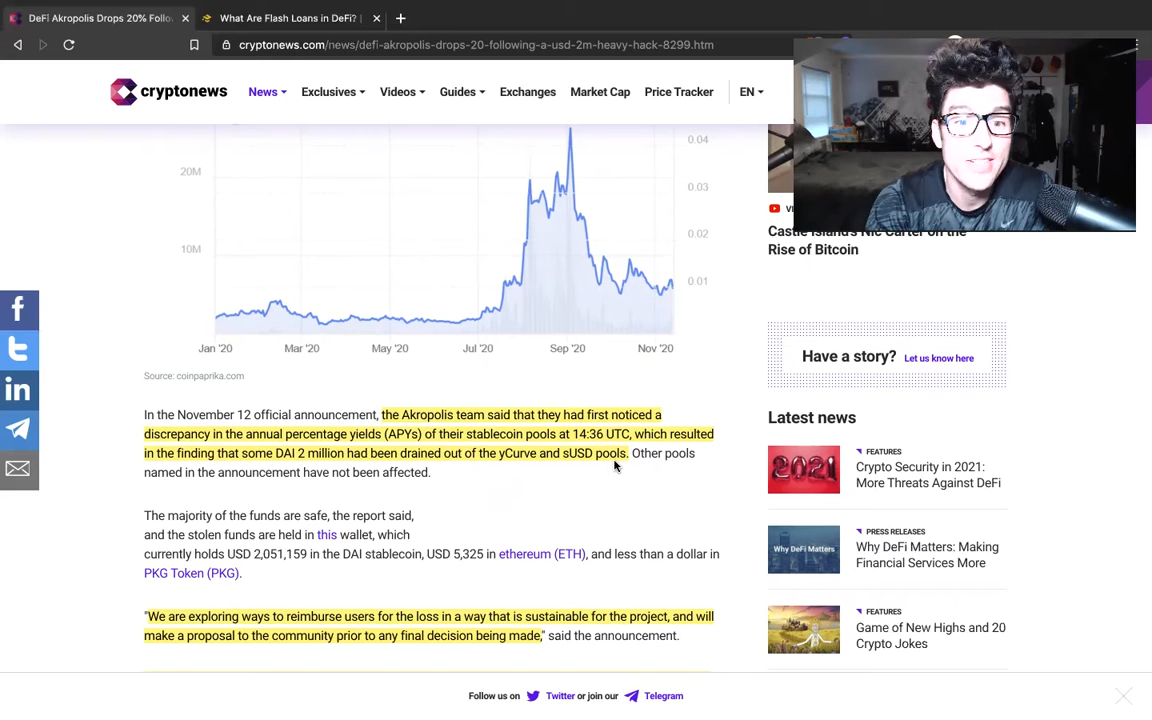 DeFi Akropolis Drops 20% Follo
What Are Flash Loans in DeFi? |
cryptonews.com/news/defi-akropolis-drops-20-following-a-usd-2m-heavy-hack-8299.htm
cryptonews
News
Exclusives
Videos
Guides
Exchanges
Market Cap
Price Tracker
EN
20M
10M
0.04
0.03
0.02
0.01
Jan '20
Mar '20
May '20
Jul '20
Sep '20
Nov '20
Source: coinpaprika.com
In the November 12 official announcement, the Akropolis team said that they had first noticed a
discrepancy in the annual percentage yields (APYs) of their stablecoin pools at 14:36 UTC, which resulted
in the finding that some DAI 2 million had been drained out of the yCurve and sUSD pools. Other pools
named in the announcement have not been affected.
The majority of the funds are safe, the report said,
and the stolen funds are held in this wallet, which
currently holds USD 2,051,159 in the DAI stablecoin, USD 5,325 in ethereum (ETH), and less than a dollar in
PKG Token (PKG).
"We are exploring ways to reimburse users for the loss in a way that is sustainable for the project, and will
make a proposal to the community prior to any final decision being made," said the announcement.
Castle Island's Nic Carter on the
Rise of Bitcoin
Have a story? Let us know here
Latest news
2021
FEATURES
Crypto Security in 2021:
More Threats Against DeFi
Why DeFi Matters
PRESS RELEASES
Why DeFi Matters: Making
Financial Services More
FEATURES
Game of New Highs and 20
Crypto Jokes
Follow us on Twitter or join our Telegram